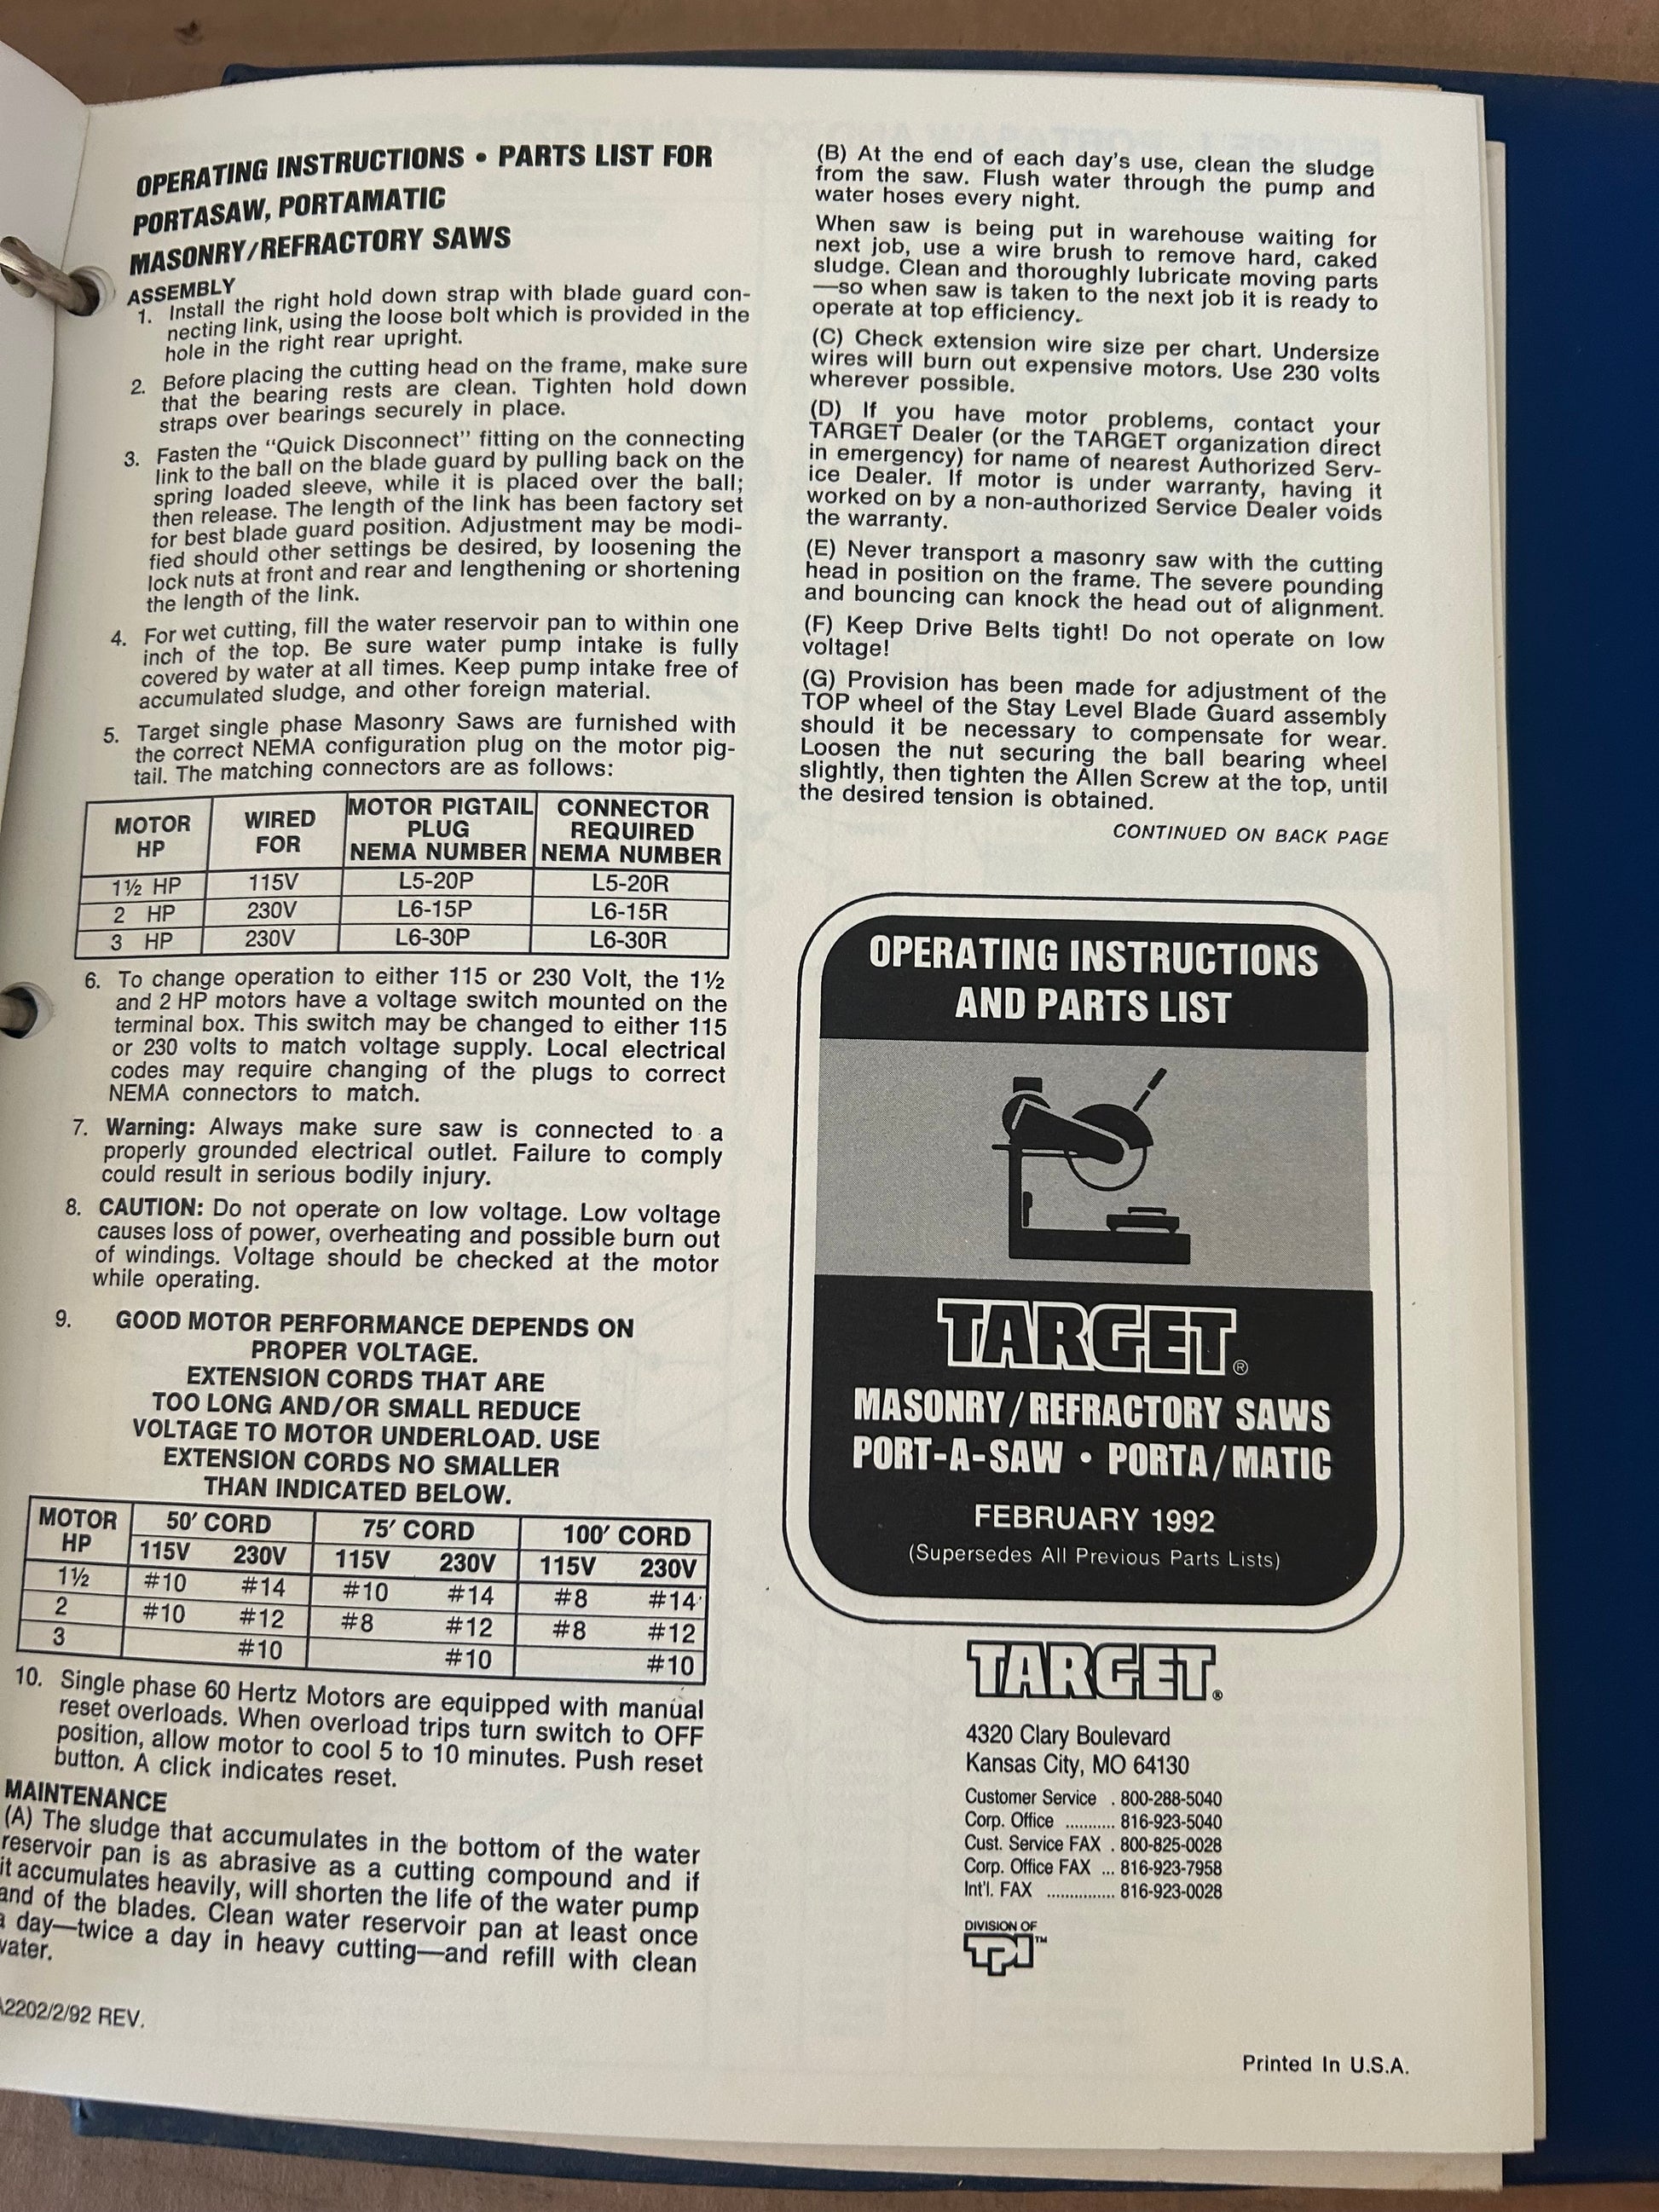 OPERATING INSTRUCTIONS • PARTS LIST FOR
PORTASAW, PORTAMATIC
MASONRY/REFRACTORY SAWS
ASSEMBLY
1. Install the right hold down strap with blade guard con-
necting link, using the loose bolt which is provided in the
hole in the right rear upright.
2. Before placing the cutting head on the frame, make sure
that the bearing rests are clean. Tighten hold down
straps over bearings securely in place.
3. Fasten the "Quick Disconnect" fitting on the connecting
link to the ball on the blade guard by pulling back on the
spring loaded sleeve, while it is placed over the ball;
then release. The length of the link has been factory set
for best blade guard position. Adjustment may be modi-
fied should other settings be desired, by loosening the
lock nuts at front and rear and lengthening or shortening
the length of the link.
4. For wet cutting, fill the water reservoir pan to within one
inch of the top. Be sure water pump intake is fully
covered by water at all times. Keep pump intake free of
accumulated sludge, and other foreign material.
5. Target single phase Masonry Saws are furnished with
the correct NEMA configuration plug on the motor pig-
tail. The matching connectors are as follows:
MOTOR HP WIRED FOR MOTOR PIGTAIL PLUG NEMA NUMBER CONNECTOR REQUIRED NEMA NUMBER
1½ HP 115V L5-20P L5-20R
2 HP 230V L6-15P L6-15R
3 HP 230V L6-30P L6-30R
6. To change operation to either 115 or 230 Volt, the 1½
and 2 HP motors have a voltage switch mounted on the
terminal box. This switch may be changed to either 115
or 230 volts to match voltage supply. Local electrical
codes may require changing of the plugs to correct
NEMA connectors to match.
7. Warning: Always make sure saw is connected to a
properly grounded electrical outlet. Failure to comply
could result in serious bodily injury.
8. CAUTION: Do not operate on low voltage. Low voltage
causes loss of power, overheating and possible burn out
of windings. Voltage should be checked at the motor
while operating.
9. GOOD MOTOR PERFORMANCE DEPENDS ON
PROPER VOLTAGE.
EXTENSION CORDS THAT ARE
TOO LONG AND/OR SMALL REDUCE
VOLTAGE TO MOTOR UNDERLOAD. USE
EXTENSION CORDS NO SMALLER
THAN INDICATED BELOW.
MOTOR HP 50' CORD 75' CORD 100' CORD
115V 230V 115V 230V 115V 230V
1½ #10 #14 #10 #14 #8 #14
2 #10 #12 #8 #12 #8 #12
3 #10 #10 #10
10. Single phase 60 Hertz Motors are equipped with manual
reset overloads. When overload trips turn switch to OFF
position, allow motor to cool 5 to 10 minutes. Push reset
button. A click indicates reset.
MAINTENANCE
(A) The sludge that accumulates in the bottom of the water
reservoir pan is as abrasive as a cutting compound and if
it accumulates heavily, will shorten the life of the water pump
and of the blades. Clean water reservoir pan at least once
a day—twice a day in heavy cutting—and refill with clean
water.
A2202/2/92 REV.
(B) At the end of each day's use, clean the sludge
from the saw. Flush water through the pump and
water hoses every night.
When saw is being put in warehouse waiting for
next job, use a wire brush to remove hard, caked
sludge. Clean and thoroughly lubricate moving parts
—so when saw is taken to the next job it is ready to
operate at top efficiency.
(C) Check extension wire size per chart. Undersize
wires will burn out expensive motors. Use 230 volts
wherever possible.
(D) If you have motor problems, contact your
TARGET Dealer (or the TARGET organization direct
in emergency) for name of nearest Authorized Serv-
ice Dealer. If motor is under warranty, having it
worked on by a non-authorized Service Dealer voids
the warranty.
(E) Never transport a masonry saw with the cutting
head in position on the frame. The severe pounding
and bouncing can knock the head out of alignment.
(F) Keep Drive Belts tight! Do not operate on low
voltage!
(G) Provision has been made for adjustment of the
TOP wheel of the Stay Level Blade Guard assembly
should it be necessary to compensate for wear.
Loosen the nut securing the ball bearing wheel
slightly, then tighten the Allen Screw at the top, until
the desired tension is obtained.
CONTINUED ON BACK PAGE
OPERATING INSTRUCTIONS
AND PARTS LIST
TARGET®
MASONRY/REFRACTORY SAWS
PORT-A-SAW • PORTA/MATIC
FEBRUARY 1992
(Supersedes All Previous Parts Lists)
TARGET®
4320 Clary Boulevard
Kansas City, MO 64130
Customer Service . 800-288-5040
Corp. Office ........... 816-923-5040
Cust. Service FAX . 800-825-0028
Corp. Office FAX ... 816-923-7958
Int'l. FAX ............... 816-923-0028
DIVISION OF
TPI™
Printed In U.S.A.